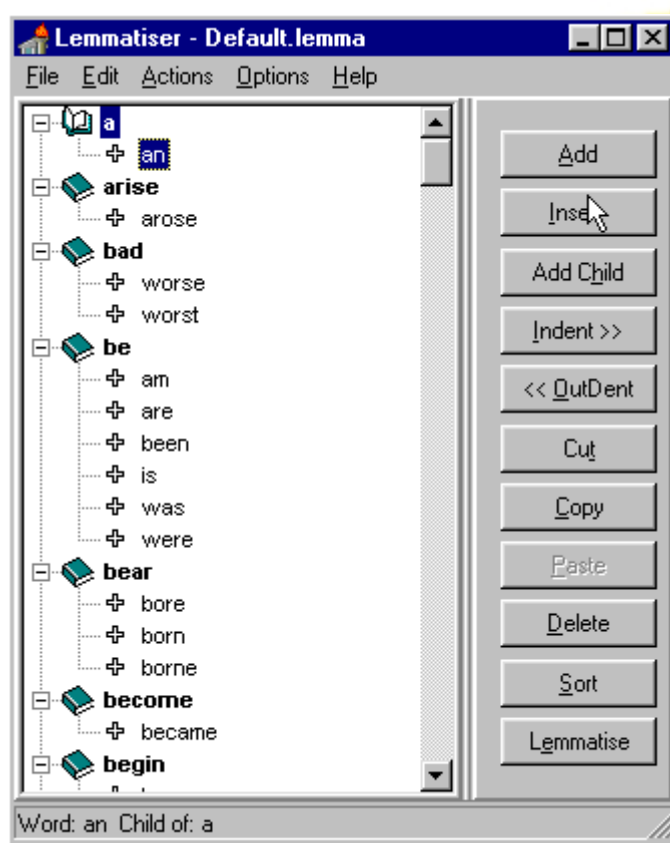 Lemmatiser - Default.lemma
File Edit Actions Options Help
a
an
arise
arose
bad
worse
worst
be
am
are
been
is
was
were
bear
bore
born
borne
become
became
begin
Add
Add Child
Indent >>
<< OutDent
Cut
Copy
Paste
Delete
Sort
Lemmatise
Word: an Child of: a